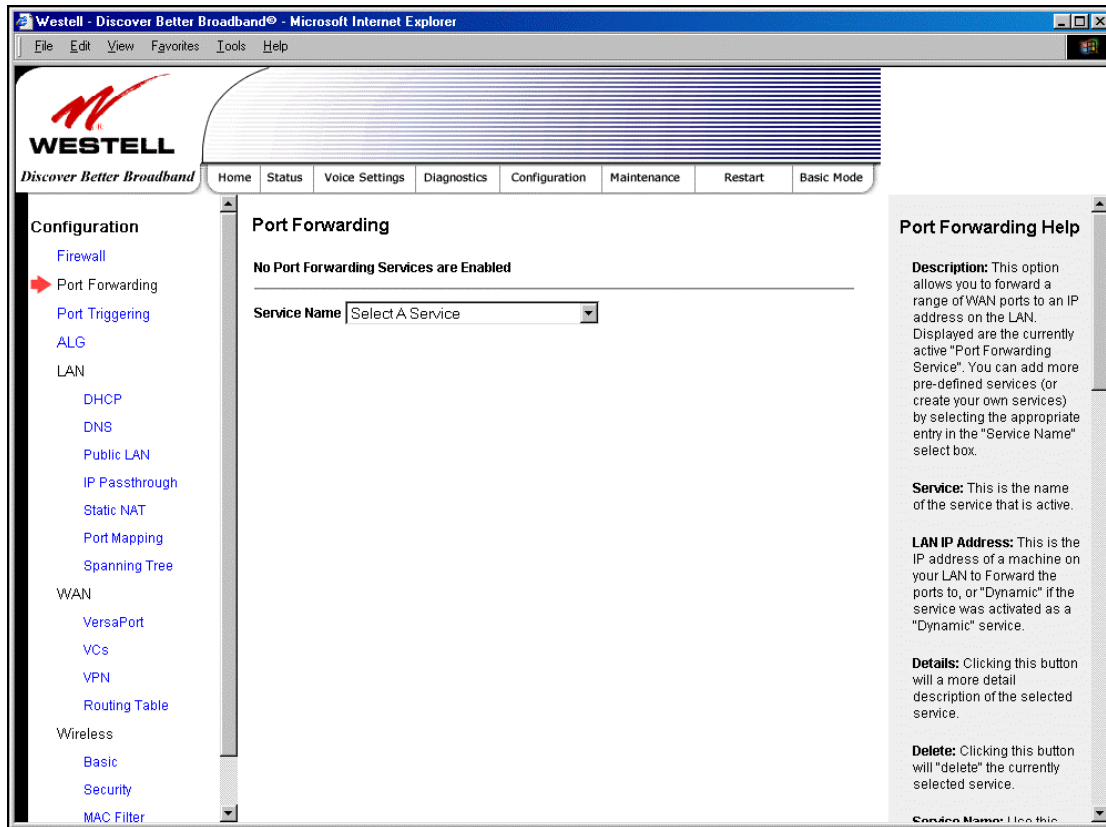 Westell - Discover Better Broadband® - Microsoft Internet Explorer
File Edit View Favorites Tools Help
WESTELL
Discover Better Broadband
Home Status Voice Settings Diagnostics Configuration Maintenance Restart Basic Mode
Configuration
Firewall
Port Forwarding
Port Triggering
ALG
LAN
DHCP
DNS
Public LAN
IP Passthrough
Static NAT
Port Mapping
Spanning Tree
WAN
VersaPort
VCs
VPN
Routing Table
Wireless
Basic
Security
MAC Filter
Port Forwarding
No Port Forwarding Services are Enabled
Service Name Select A Service
Port Forwarding Help
Description: This option
allows you to forward a
range of WAN ports to an IP
address on the LAN.
Displayed are the currently
active "Port Forwarding
Service". You can add more
pre-defined services (or
create your own services)
by selecting the appropriate
entry in the "Service Name"
select box.
Service: This is the name
of the service that is active.
LAN IP Address: This is the
IP address of a machine on
your LAN to Forward the
ports to, or "Dynamic" if the
service was activated as a
"Dynamic" service.
Details: Clicking this button
will a more detail
description of the selected
service.
Delete: Clicking this button
will "delete" the currently
selected service.
Service Name: Use this